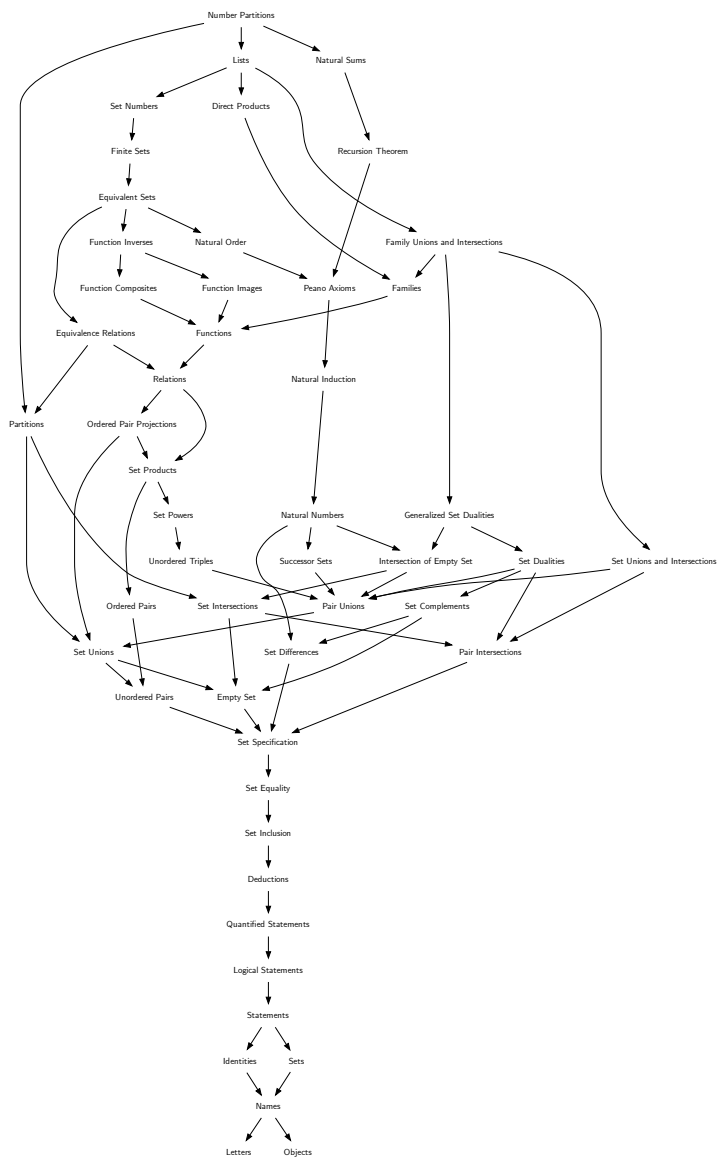 Number Partitions
Lists
Natural Sums
Set Numbers
Direct Products
Finite Sets
Recursion Theorem
Equivalent Sets
Function Inverses
Natural Order
Family Unions and Intersections
Function Composites
Function Images
Peano Axioms
Families
Equivalence Relations
Functions
Relations
Natural Induction
Partitions
Ordered Pair Projections
Set Products
Set Powers
Natural Numbers
Generalized Set Dualities
Unordered Triples
Successor Sets
Intersection of Empty Set
Set Dualities
Set Unions and Intersections
Ordered Pairs
Set Intersections
Pair Unions
Set Complements
Set Unions
Set Differences
Pair Intersections
Unordered Pairs
Empty Set
Set Specification
Set Equality
Set Inclusion
Deductions
Quantified Statements
Logical Statements
Statements
Identities
Sets
Names
Letters
Objects